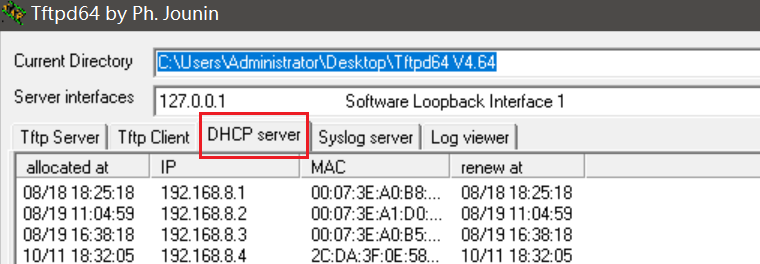 Tftpd64 by Ph. Jounin
Current Directory C:\Users\Administrator\Desktop\Tftpd64 V4.64
Server interfaces 127.0.0.1 Software Loopback Interface 1
Tftp Server Tftp Client DHCP server Syslog server Log viewer
allocated at IP MAC renew at
08/18 18:25:18 192.168.8.1 00:07:3E:A0:B8:... 08/18 18:25:18
08/19 11:04:59 192.168.8.2 00:07:3E:A1:D0:... 08/19 11:04:59
08/19 16:38:18 192.168.8.3 00:07:3E:A0:B5:... 08/19 16:38:18
10/11 18:32:05 192.168.8.4 2C:DA:3F:0E:58... 10/11 18:32:05